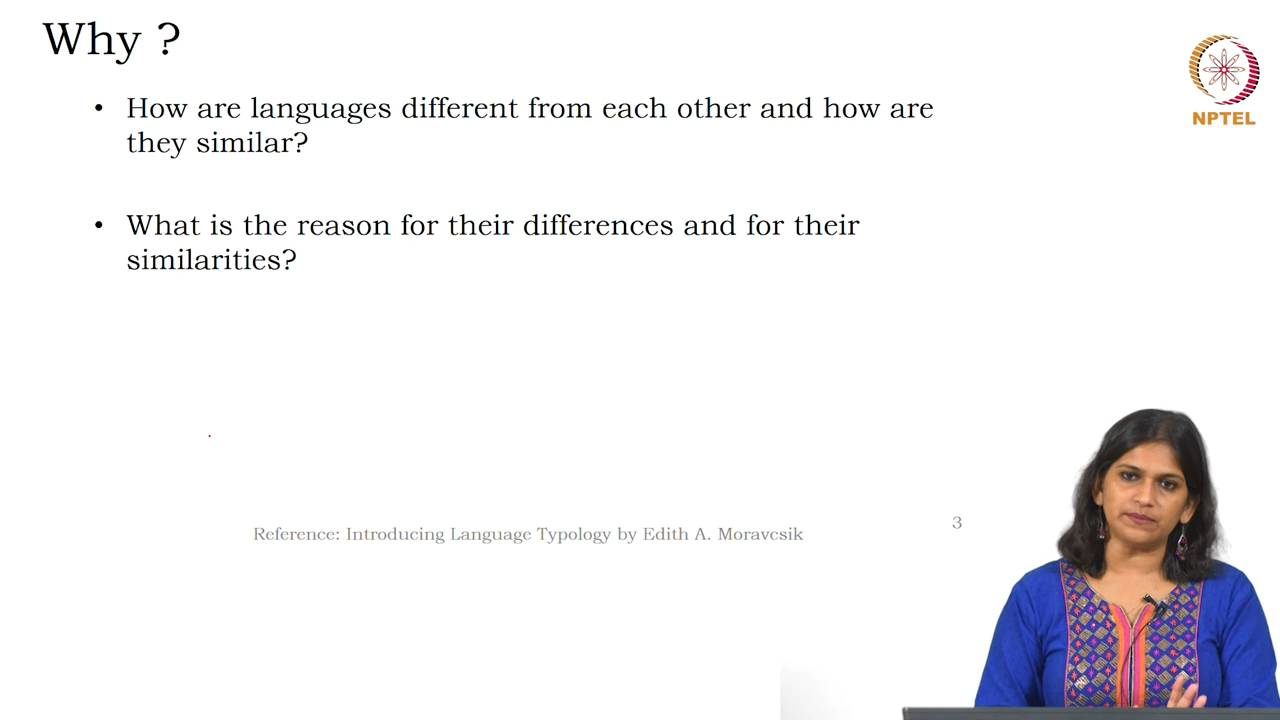 Why ?
• How are languages different from each other and how are
they similar?
• What is the reason for their differences and for their
similarities?
Reference: Introducing Language Typology by Edith A. Moravcsik
3
NPTEL